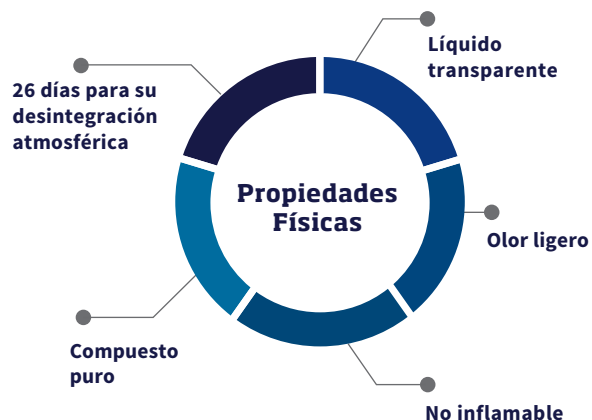 Propiedades
Físicas
Líquido
transparente
Olor ligero
No inflamable
Compuesto
puro
26 días para su
desintegración
atmosférica